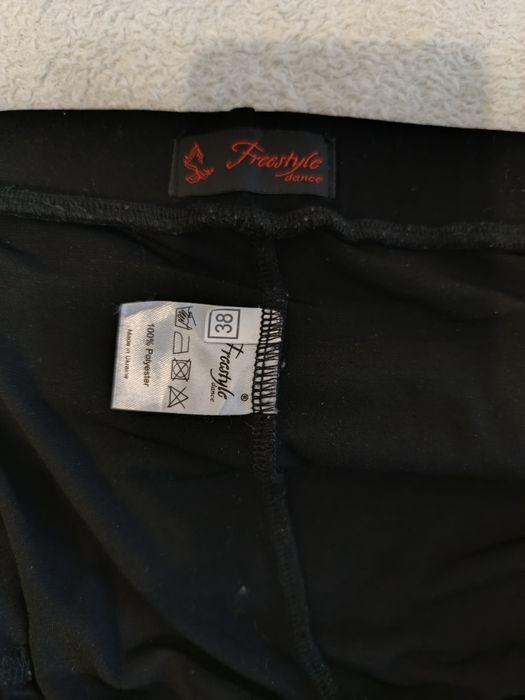 Freestyle
dance
Freestyle®
dance
38
100% Polyester
Made in Ukraine